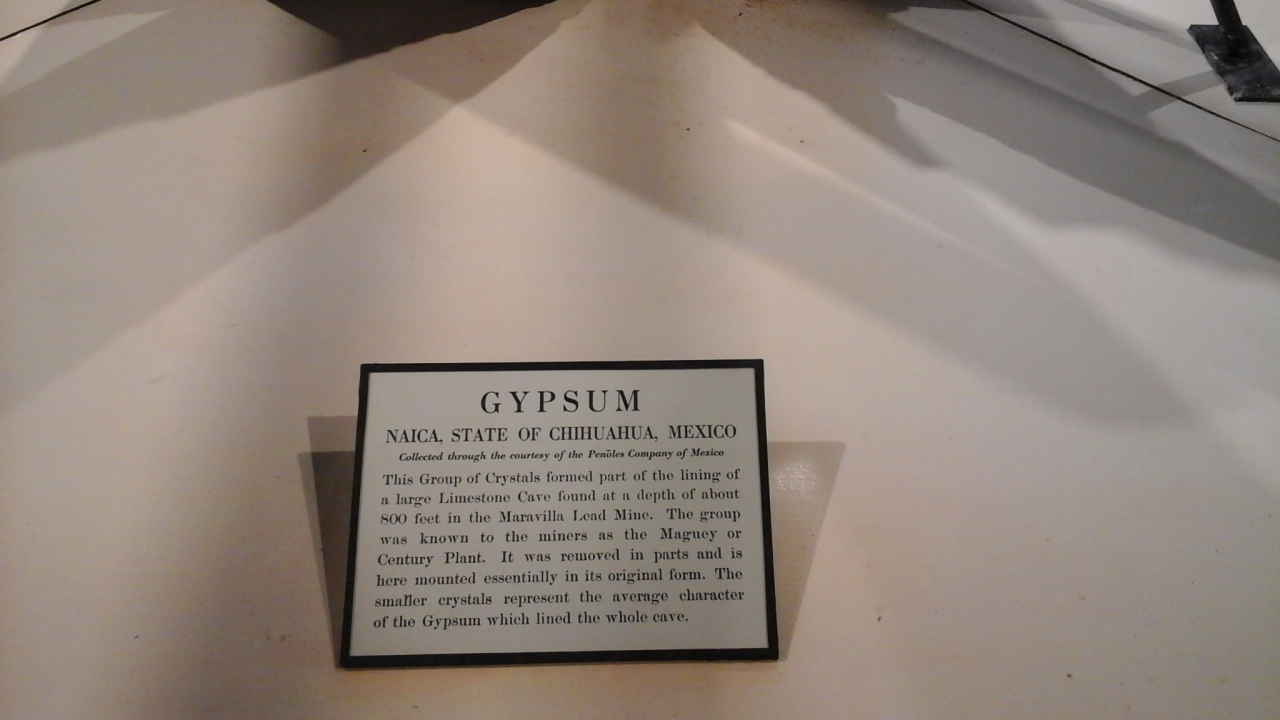 GYPSUM
NAICA, STATE OF CHIHUAHUA, MEXICO
Collected through the courtesy of the Penõles Company of Mexico
This Group of Crystals formed part of the lining of
a large Limestone Cave found at a depth of about
800 feet in the Maravilla Lead Mine. The group
was known to the miners as the Maguey or
Century Plant. It was removed in parts and is
here mounted essentially in its original form. The
smaller crystals represent the average character
of the Gypsum which lined the whole cave.